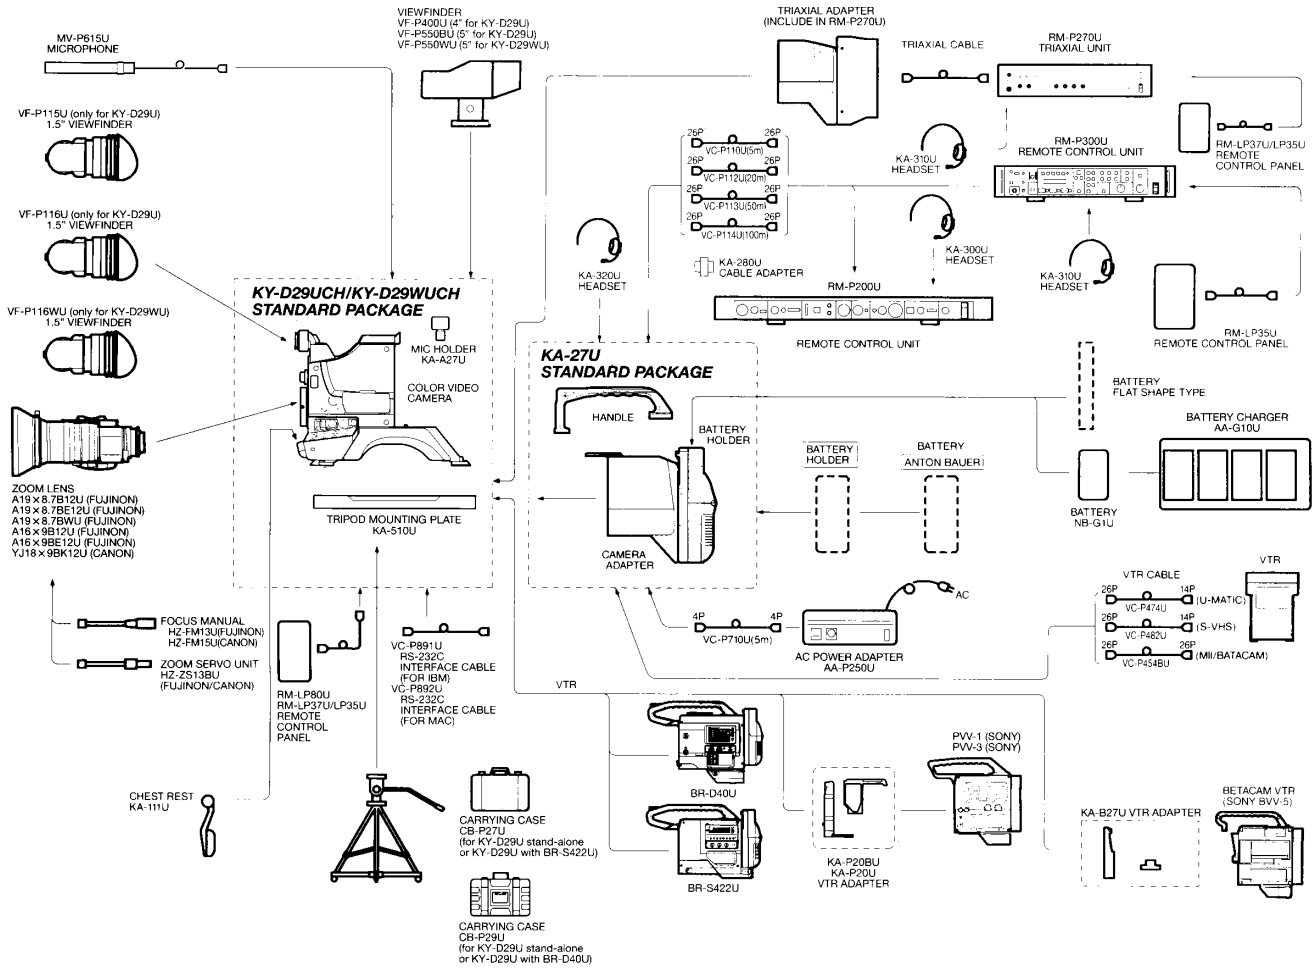 MV-P615U
MICROPHONE
VIEWFINDER
VF-P400U (4" for KY-D29U)
VF-P550BU (5" for KY-D29U)
VF-P550WU (5" for KY-D29WU)
TRIAXIAL ADAPTER
(INCLUDE IN RM-P270U)
TRIAXIAL CABLE
RM-P270U
TRIAXIAL UNIT
VF-P115U (only for KY-D29U)
1.5" VIEWFINDER
26P 26P
VC-P110U(5m)
26P 26P
VC-P112U(20m)
26P 26P
VC-P113U(50m)
26P 26P
VC-P114U(100m)
KA-310U
HEADSET
RM-P300U
REMOTE CONTROL UNIT
RM-LP37U/LP35U
REMOTE
CONTROL PANEL
VF-P116U (only for KY-D29U)
1.5" VIEWFINDER
KA-320U
HEADSET
KA-280U
CABLE ADAPTER
KA-300U
HEADSET
KA-310U
HEADSET
RM-P200U
REMOTE CONTROL UNIT
RM-LP35U
REMOTE CONTROL PANEL
VF-P116WU (only for KY-D29WU)
1.5" VIEWFINDER
KY-D29UCH/KY-D29WUCH
STANDARD PACKAGE
MIC HOLDER
KA-A27U
COLOR VIDEO
CAMERA
TRIPOD MOUNTING PLATE
KA-510U
KA-27U
STANDARD PACKAGE
HANDLE
BATTERY
HOLDER
CAMERA
ADAPTER
BATTERY
HOLDER
BATTERY
ANTON BAUER
BATTERY
FLAT SHAPE TYPE
BATTERY CHARGER
AA-G10U
BATTERY
NB-G1U
ZOOM LENS
A19×8.7B12U (FUJINON)
A19×8.7BE12U (FUJINON)
A19×8.7BWU (FUJINON)
A16×9B12U (FUJINON)
A16×9BE12U (FUJINON)
YJ18×9BK12U (CANON)
FOCUS MANUAL
HZ-FM13U(FUJINON)
HZ-FM15U(CANON)
ZOOM SERVO UNIT
HZ-ZS13BU
(FUJINON/CANON)
RM-LP80U
RM-LP37U/LP35U
REMOTE
CONTROL
PANEL
VC-P891U
RS-232C
INTERFACE CABLE
(FOR IBM)
VC-P892U
RS-232C
INTERFACE CABLE
(FOR MAC)
4P 4P
VC-P710U(5m)
AC
AC POWER ADAPTER
AA-P250U
VTR CABLE
26P 14P
VC-P474U
(U-MATIC)
26P 14P
VC-P462U
(S-VHS)
26P 26P
VC-P454BU
(MII/BATACAM)
VTR
VTR
CHEST REST
KA-111U
CARRYING CASE
CB-P27U
(for KY-D29U stand-alone
or KY-D29U with BR-S422U)
CARRYING CASE
CB-P29U
(for KY-D29U stand-alone
or KY-D29U with BR-D40U)
BR-D40U
BR-S422U
KA-P20BU
KA-P20U
VTR ADAPTER
PVV-1 (SONY)
PVV-3 (SONY)
KA-B27U VTR ADAPTER
BETACAM VTR
(SONY BVV-5)